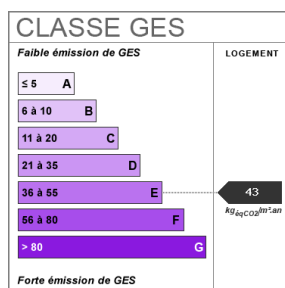 CLASSE GES
Faible émission de GES
LOGEMENT
≤ 5 A
6 à 10 B
11 à 20 C
21 à 35 D
36 à 55 E
43
kgéqCO2/m².an
56 à 80 F
> 80 G
Forte émission de GES